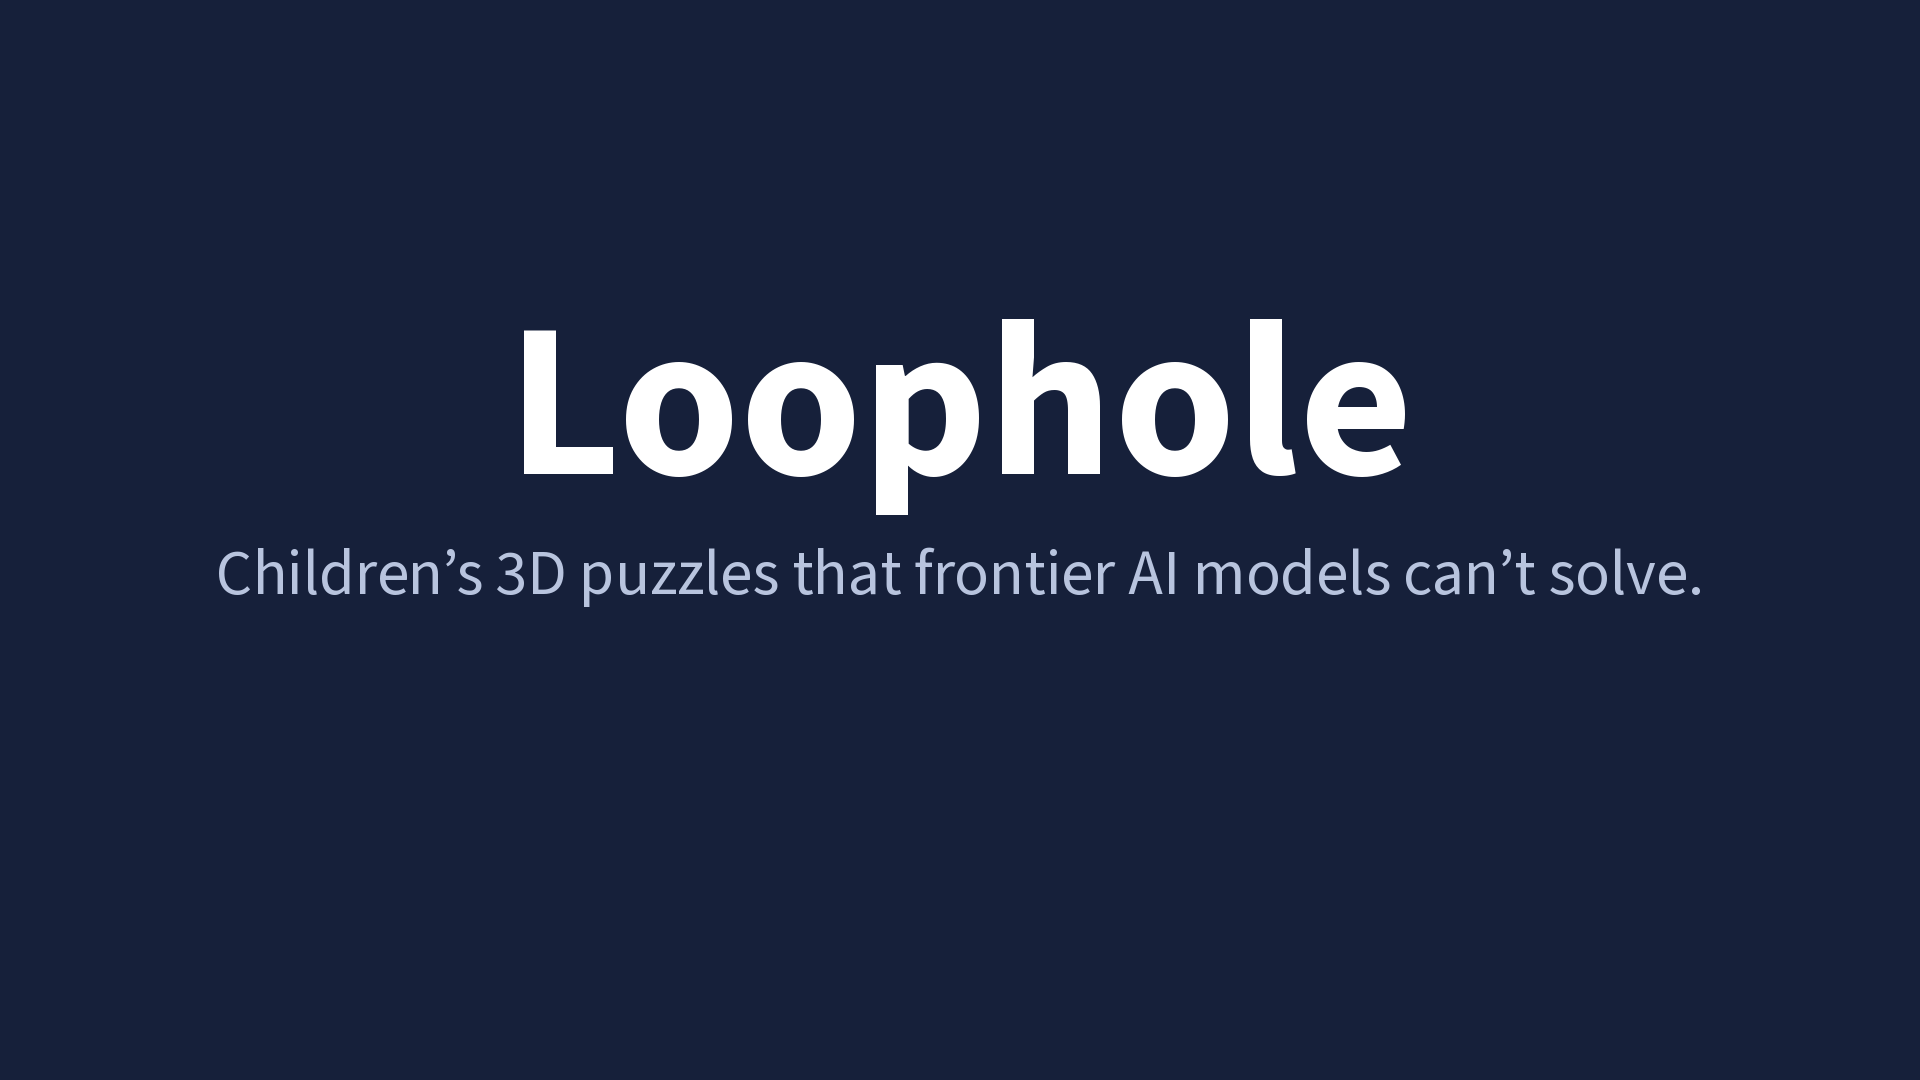 Loophole
Children’s 3D puzzles that frontier AI models can’t solve.